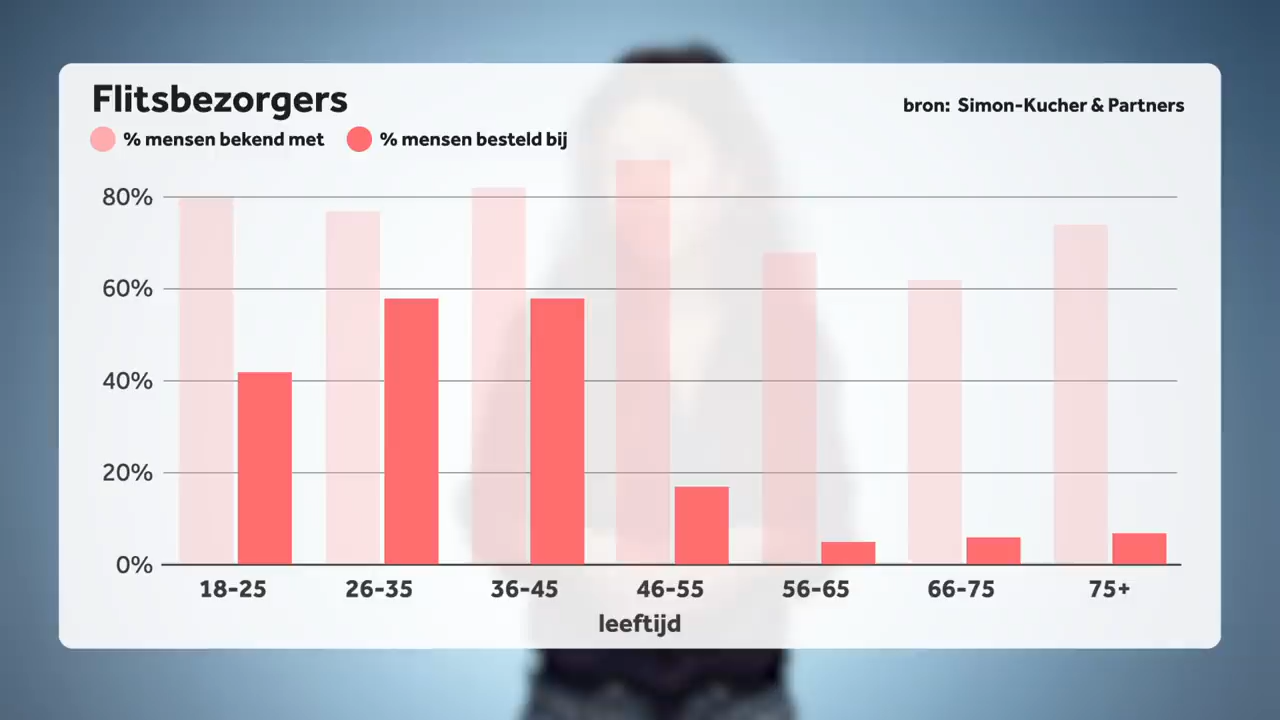 Flitsbezorgers
bron: Simon-Kucher & Partners
% mensen bekend met % mensen besteld bij
80%
60%
40%
20%
0%
18-25 26-35 36-45 46-55 56-65 66-75 75+
leeftijd